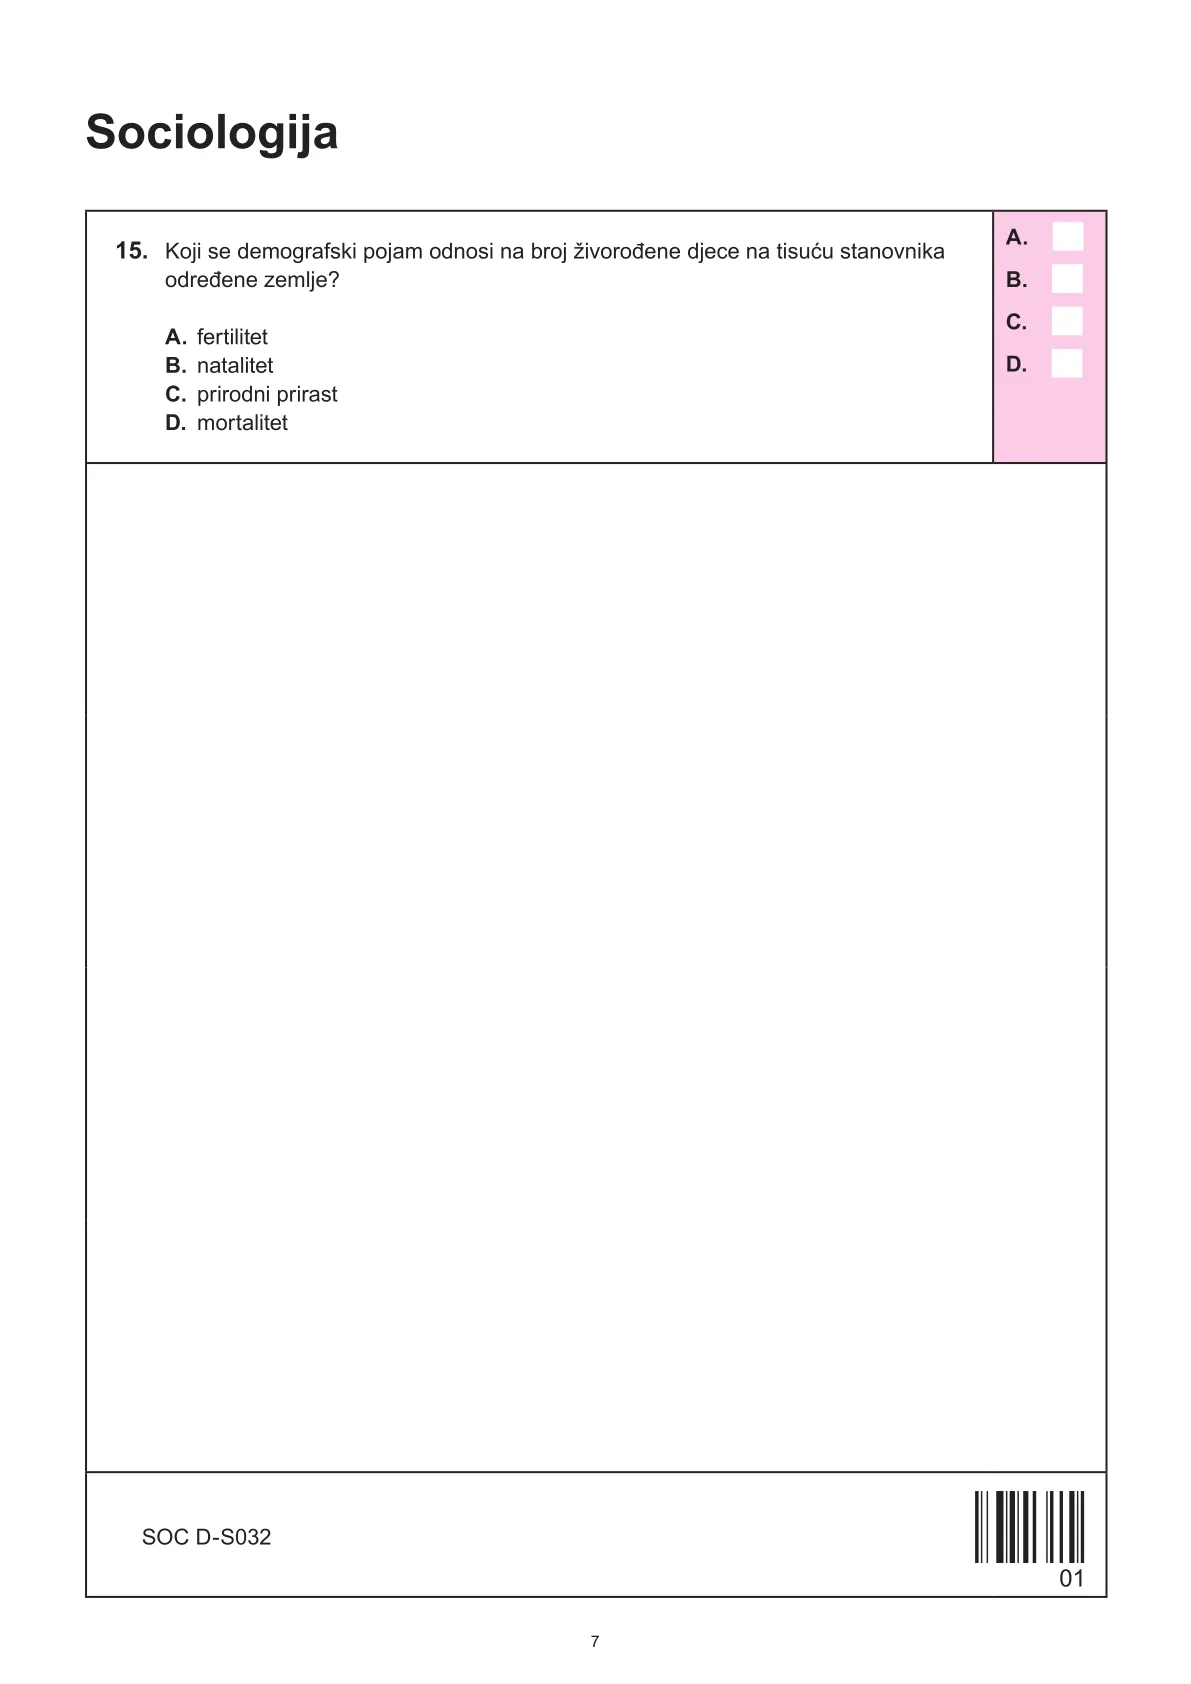 Sociologija
15. Koji se demografski pojam odnosi na broj živorođene djece na tisuću stanovnika
određene zemlje?
A. fertilitet
B. natalitet
C. prirodni prirast
D. mortalitet
A.
B.
C.
D.
SOC D-S032
01
7